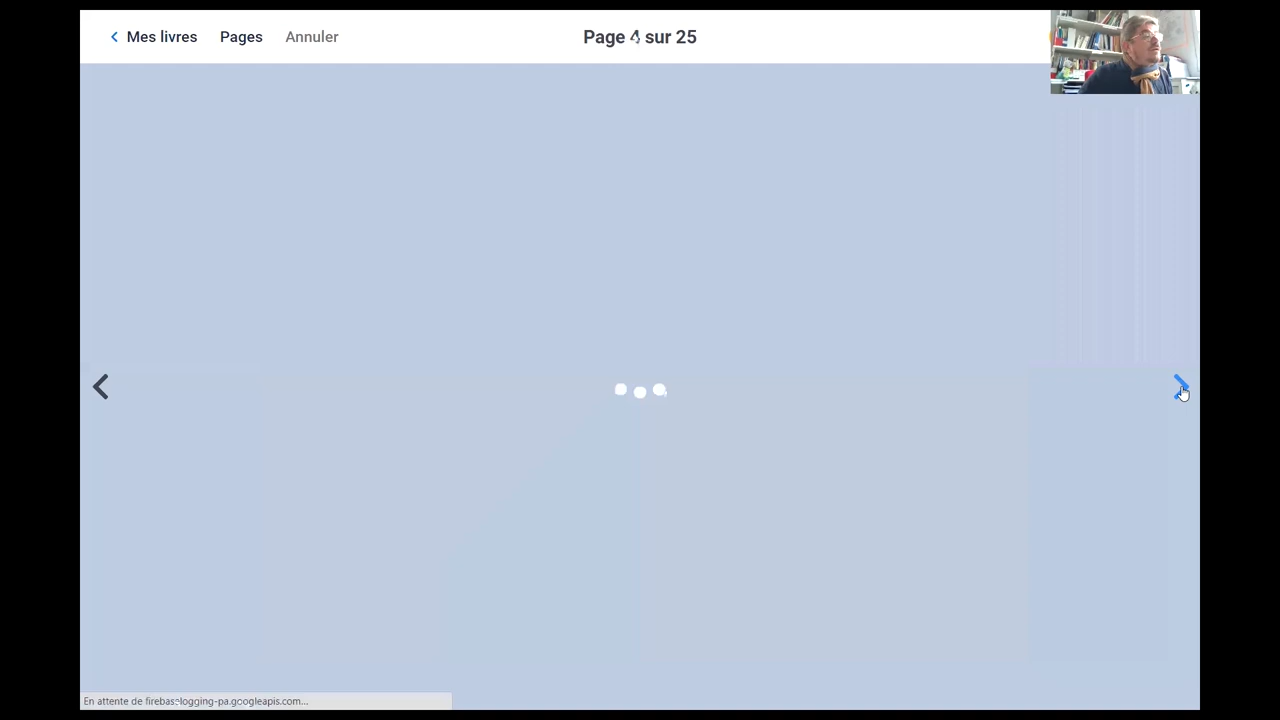 Mes livres Pages Annuler Page 4 sur 25
En attente de firebaselogging-pa.googleapis.com...